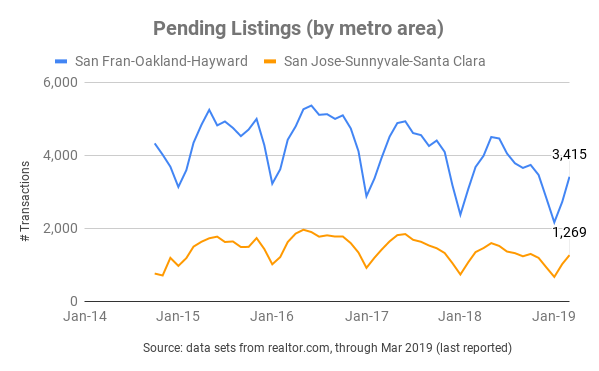 Pending Listings (by metro area)
San Fran-Oakland-Hayward San Jose-Sunnyvale-Santa Clara
# Transactions
6,000
4,000
2,000
0
3,415
1,269
Jan-14 Jan-15 Jan-16 Jan-17 Jan-18 Jan-19
Source: data sets from realtor.com, through Mar 2019 (last reported)